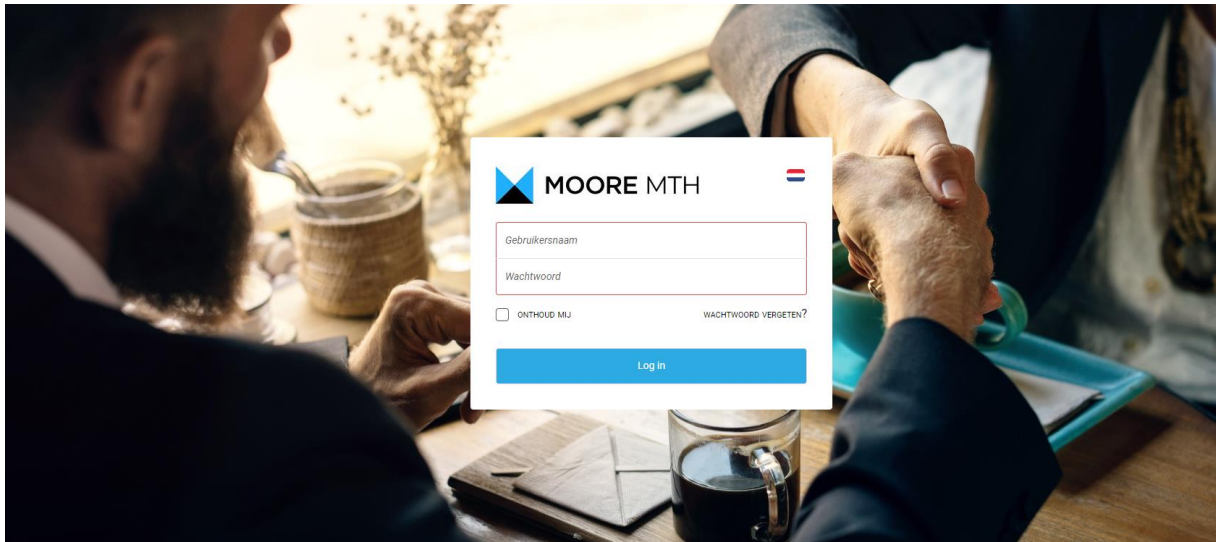 MOORE MTH
Gebruikersnaam
Wachtwoord
ONTHOUD MIJ
WACHTWOORD VERGETEN?
Log in